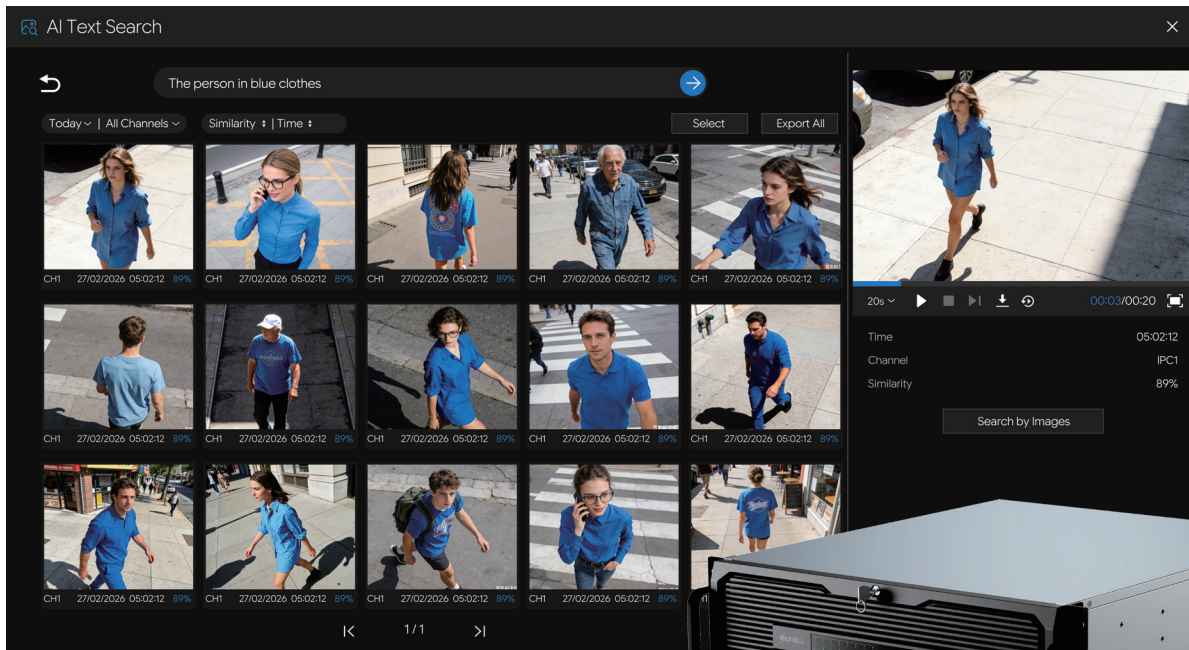 AI Text Search
The person in blue clothes
Today | All Channels
Similarity | Time
Select
Export All
CH1 27/02/2026 05:02:12 89%
CH1 27/02/2026 05:02:12 89%
CH1 27/02/2026 05:02:12 89%
CH1 27/02/2026 05:02:12 89%
CH1 27/02/2026 05:02:12 89%
CH1 27/02/2026 05:02:12 89%
CH1 27/02/2026 05:02:12 89%
CH1 27/02/2026 05:02:12 89%
CH1 27/02/2026 05:02:12 89%
CH1 27/02/2026 05:02:12 89%
CH1 27/02/2026 05:02:12 89%
CH1 27/02/2026 05:02:12 89%
CH1 27/02/2026 05:02:12 89%
CH1 27/02/2026 05:02:12 89%
1/1
20s
00:03/00:20
Time 05:02:12
Channel IPC1
Similarity 89%
Search by Images
SUNELL